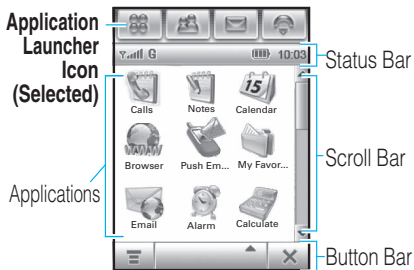 Application
Launcher
Icon
(Selected)
G 10:03
Status Bar
15
Calls Notes Calendar
Scroll Bar
Browser Push Em... My Favor...
Applications
Email Alarm Calculate
Button Bar